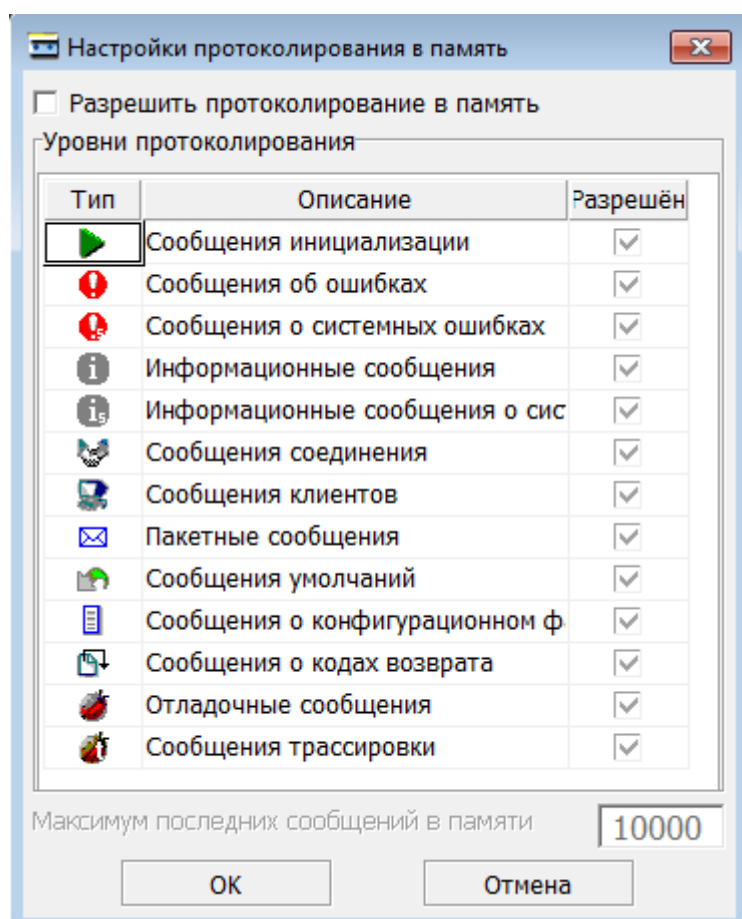 Настройки протоколирования в память
Разрешить протоколирование в память
Уровни протоколирования
Тип Описание Разрешён
Сообщения инициализации
Сообщения об ошибках
Сообщения о системных ошибках
Информационные сообщения
Информационные сообщения о сис
Сообщения соединения
Сообщения клиентов
Пакетные сообщения
Сообщения умолчаний
Сообщения о конфигурационном ф
Сообщения о кодах возврата
Отладочные сообщения
Сообщения трассировки
Максимум последних сообщений в памяти 10000
OK Отмена